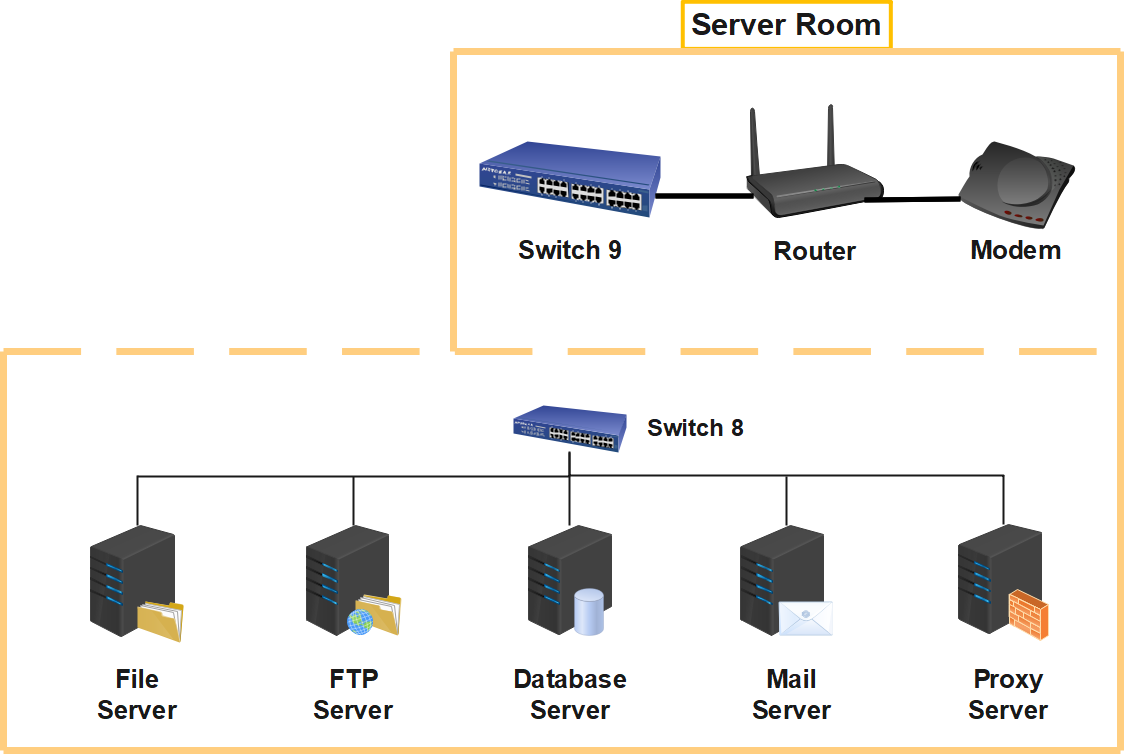 Server Room
Switch 9
Router
Modem
Switch 8
File
Server
FTP
Server
Database
Server
Mail
Server
Proxy
Server